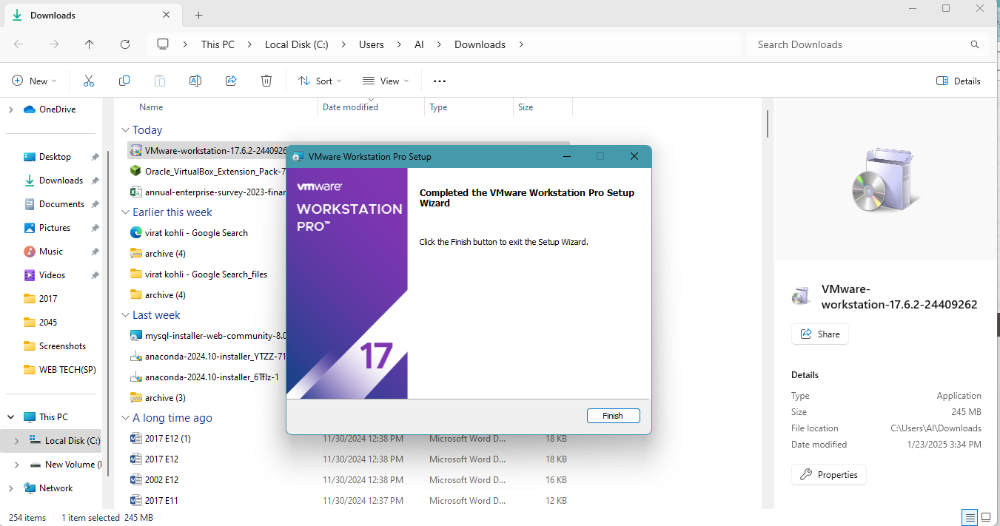 Downloads
This PC
Local Disk (C:)
Users
AI
Downloads
Search Downloads
New
Sort
View
Details
OneDrive
Desktop
Downloads
Documents
Pictures
Music
Videos
2017
2045
Screenshots
WEB TECH(SP)
This PC
Local Disk (C:)
New Volume (
Network
Name
Date modified
Type
Size
Today
VMware-workstation-17.6.2-24409262
Oracle_VirtualBox_Extension_Pack-7
annual-enterprise-survey-2023-finan
Earlier this week
virat kohli - Google Search
archive (4)
virat kohli - Google Search_files
archive (4)
Last week
mysql-installer-web-community-8.0
anaconda-2024.10-installer_YTZZ-71
anaconda-2024.10-installer_6Tflz-1
archive (3)
A long time ago
2017 E12 (1) 11/30/2024 12:38 PM Microsoft Word D... 18 KB
2017 E12 11/30/2024 12:38 PM Microsoft Word D... 18 KB
2002 E12 11/30/2024 12:38 PM Microsoft Word D... 16 KB
2017 E11 11/30/2024 12:37 PM Microsoft Word D... 12 KB
VMware Workstation Pro Setup
vmware®
WORKSTATION
PRO™
17
Completed the VMware Workstation Pro Setup
Wizard
Click the Finish button to exit the Setup Wizard.
Finish
VMware-
workstation-17.6.2-24409262
Share
Details
Type Application
Size 245 MB
File location C:\Users\AI\Downloads
Date modified 1/23/2025 3:34 PM
Properties
254 items
1 item selected 245 MB